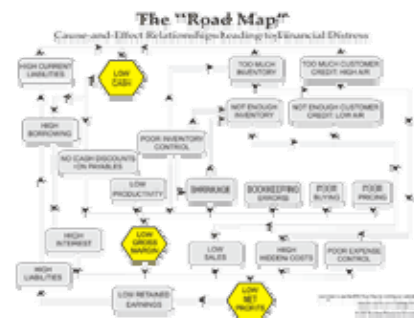 The "Road Map"
Cause-and-Effect Relationships Leading to Financial Distress
HIGH CURRENT
LIABILITIES
LOW
CASH
TOO MUCH
INVENTORY
TOO MUCH CUSTOMER
CREDIT: HIGH A/R
NOT ENOUGH
INVENTORY
NOT ENOUGH CUSTOMER
CREDIT: LOW A/R
HIGH
BORROWING
POOR INVENTORY
CONTROL
NO CASH DISCOUNTS
ON PAYABLES
LOW
PRODUCTIVITY
SHRINKAGE
BOOKKEEPING
ERRORS
POOR
BUYING
POOR
PRICING
HIGH
INTEREST
LOW
GROSS
MARGIN
LOW
SALES
HIGH
HIDDEN COSTS
POOR EXPENSE
CONTROL
HIGH
LIABILITIES
LOW RETAINED
EARNINGS
LOW
NET
PROFITS